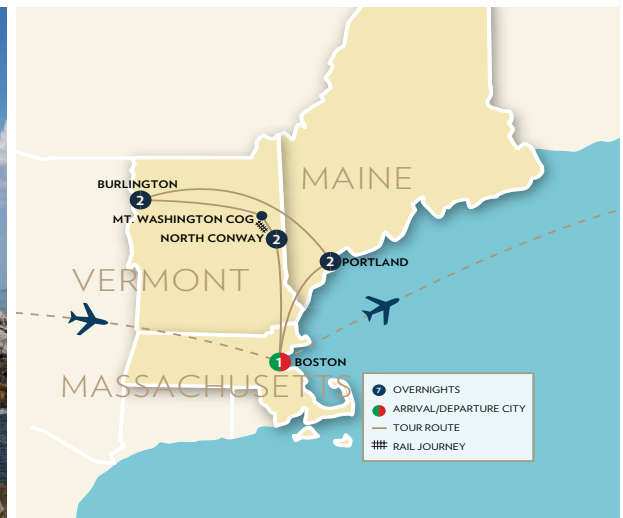 MAINE
BURLINGTON
2
MT. WASHINGTON COG
NORTH CONWAY 2
2 PORTLAND
VERMONT
1 BOSTON
MASSACHUSETTS
7 OVERNIGHTS
ARRIVAL/DEPARTURE CITY
TOUR ROUTE
RAIL JOURNEY